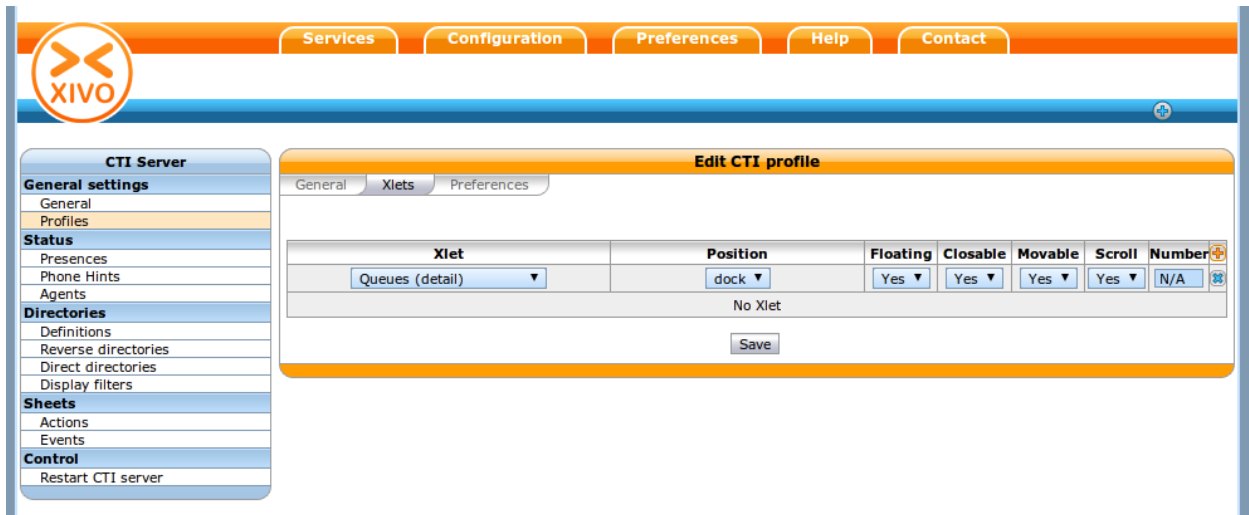 Services Configuration Preferences Help Contact
XIVO
CTI Server
General settings
General
Profiles
Status
Presences
Phone Hints
Agents
Directories
Definitions
Reverse directories
Direct directories
Display filters
Sheets
Actions
Events
Control
Restart CTI server
Edit CTI profile
General Xlets Preferences
Xlet Position Floating Closable Movable Scroll Number
Queues (detail) dock Yes Yes Yes Yes N/A
No Xlet
Save